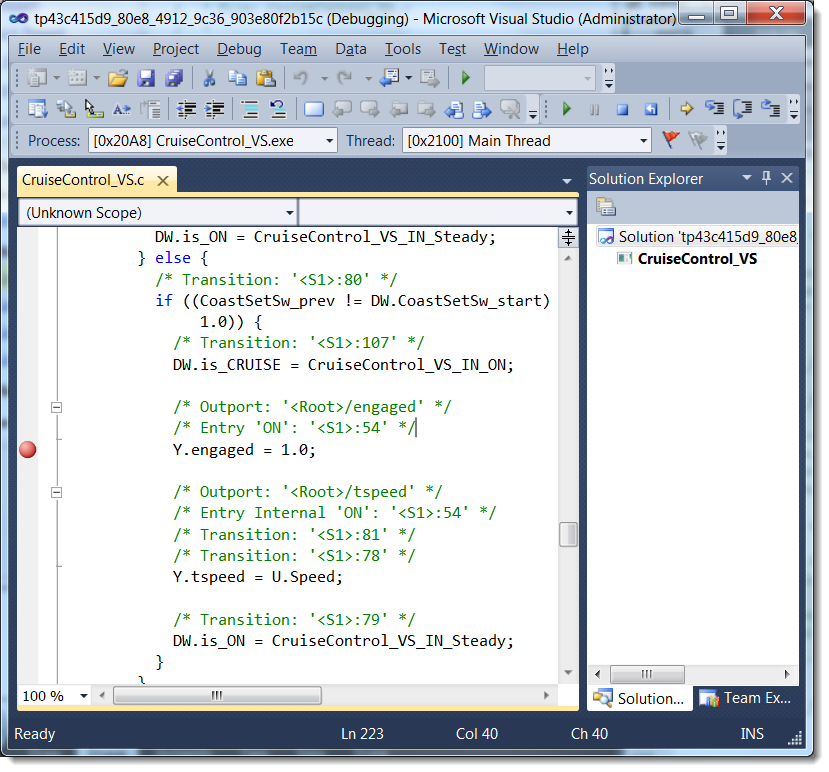 tp43c415d9_80e8_4912_9c36_903e80f2b15c (Debugging) - Microsoft Visual Studio (Administrator)
File Edit View Project Debug Team Data Tools Test Window Help
Process: [0x20A8] CruiseControl_VS.exe Thread: [0x2100] Main Thread
CruiseControl_VS.c
(Unknown Scope)
DW.is_ON = CruiseControl_VS_IN_Steady;
} else {
/* Transition: '<S1>:80' */
if ((CoastSetSw_prev != DW.CoastSetSw_start)
1.0)) {
/* Transition: '<S1>:107' */
DW.is_CRUISE = CruiseControl_VS_IN_ON;
/* Outport: '<Root>/engaged' */
/* Entry 'ON': '<S1>:54' */
Y.engaged = 1.0;
/* Outport: '<Root>/tspeed' */
/* Entry Internal 'ON': '<S1>:54' */
/* Transition: '<S1>:81' */
/* Transition: '<S1>:78' */
Y.tspeed = U.Speed;
/* Transition: '<S1>:79' */
DW.is_ON = CruiseControl_VS_IN_Steady;
}
}
100 %
Solution Explorer
Solution 'tp43c415d9_80e8_
CruiseControl_VS
Solution... Team Ex...
Ready Ln 223 Col 40 Ch 40 INS